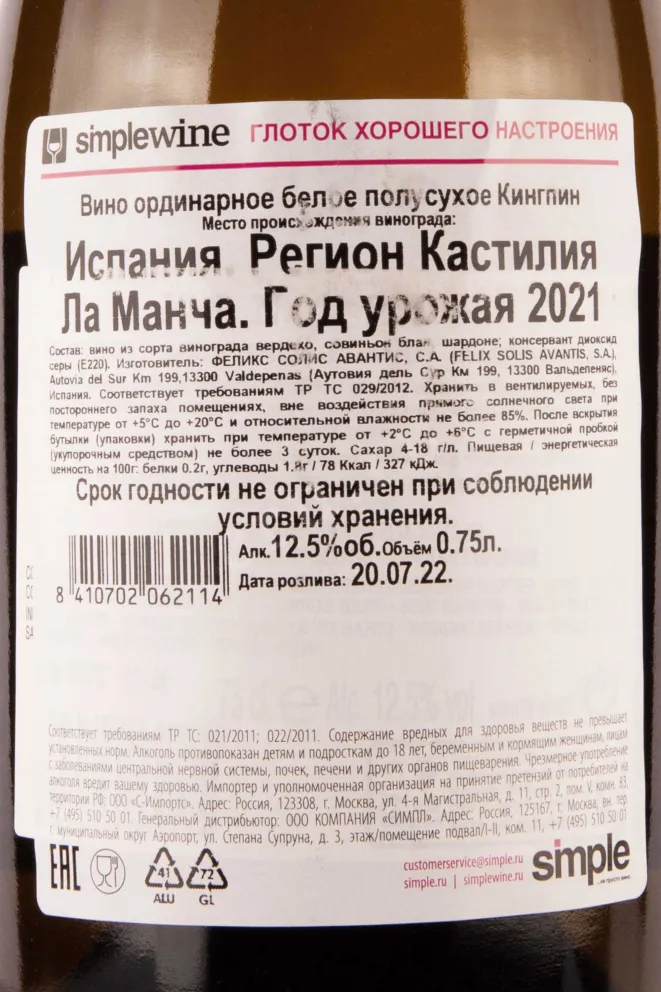 simplewine ГЛОТОК ХОРОШЕГО НАСТРОЕНИЯ
Вино ординарное белое полусухое Кингпин
Место происхождения винограда:
Испания, Регион Кастилия
Ла Манча. Год урожая 2021
Состав: вино из сорта винограда вердехо, совиньон блан, шардоне; консервант диоксид
серы (Е220). Изготовитель: ФЕЛИКС СОЛИС АВАНТИС, С.А. (FELIX SOLIS AVANTIS, S.A.),
Autovia del Sur Km 199,13300 Valdepenas (Аутовия дель Сур Км 199, 13300 Вальдепеняс),
Испания. Соответствует требованиям ТР ТС 029/2012. Хранить в вентилируемых, без
постороннего запаха помещениях, вне воздействия прямого солнечного света при
температуре от +5°С до +20°С и относительной влажности не более 85%. После вскрытия
бутылки (упаковки) хранить при температуре от +2°С до +6°С с герметичной пробкой
(укупорочным средством) не более 3 суток. Сахар 4-18 г/л. Пищевая / энергетическая
ценность на 100г: белки 0.2г, углеводы 1.8г / 78 Ккал / 327 кДж.
Срок годности не ограничен при соблюдении
условий хранения.
Алк.12.5%об.Объём 0.75л.
Дата розлива: 20.07.22.
8 410702 062114
75 cl e Alc. 12,5% vol
Соответствует требованиям ТР ТС: 021/2011; 022/2011. Содержание вредных для здоровья веществ не превышает
установленных норм. Алкоголь противопоказан детям и подросткам до 18 лет, беременным и кормящим женщинам, лицам
с заболеваниями центральной нервной системы, почек, печени и других органов пищеварения. Чрезмерное употребление
алкоголя вредит вашему здоровью. Импортер и уполномоченная организация на принятие претензий от потребителей на
территории РФ: ООО «С-Импортс». Адрес: Россия, 123308, г. Москва, ул. 4-я Магистральная, д. 11, стр. 2, пом. V, комн. 83,
+7 (495) 510 50 01. Генеральный дистрибьютор: ООО КОМПАНИЯ «СИМПЛ». Адрес: Россия, 125167, г. Москва, вн. тер.
г. муниципальный округ Аэропорт, ул. Степана Супруна, д. 3, этаж/помещение подвал/I-II, ком. 11, +7 (495) 510 50 01
EAC
41
ALU
72
GL
customerservice@simple.ru
simple.ru | simplewine.ru
simple
...не просто вино